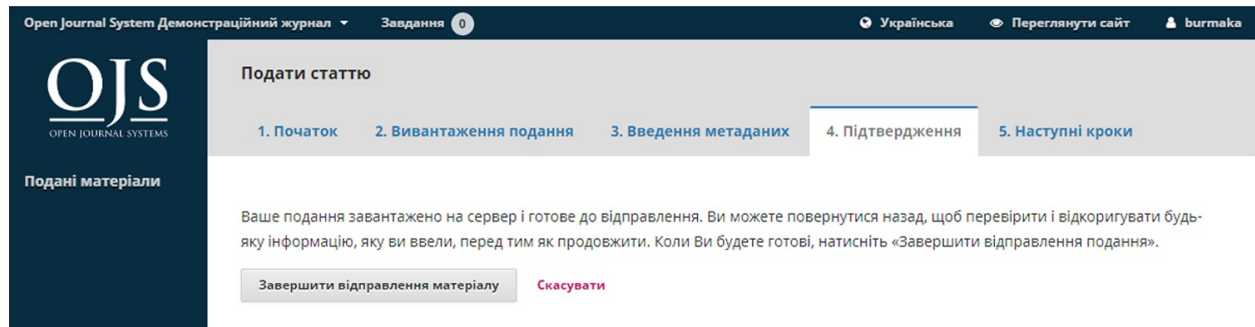 Open Journal System Демонстраційний журнал Завдання 0 Українська Переглянути сайт burmaka
OJS
OPEN JOURNAL SYSTEMS
Подати статтю
1. Початок 2. Вивантаження подання 3. Введення метаданих 4. Підтвердження 5. Наступні кроки
Подані матеріали
Ваше подання завантажено на сервер і готове до відправлення. Ви можете повернутися назад, щоб перевірити і відкоригувати будь-
яку інформацію, яку ви ввели, перед тим як продовжити. Коли Ви будете готові, натисніть «Завершити відправлення подання».
Завершити відправлення матеріалу Скасувати